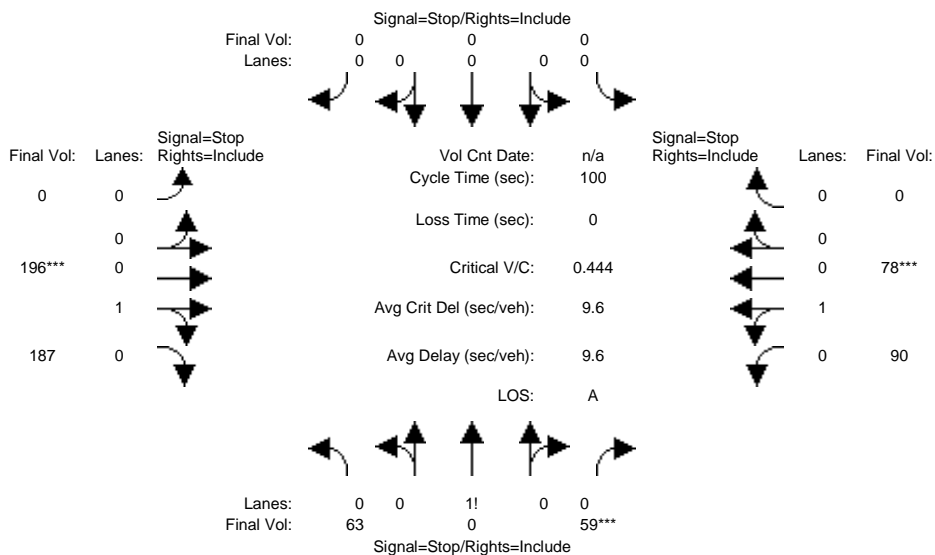 Signal=Stop/Rights=Include
Final Vol: 0 0 0
Lanes: 0 0 0 0 0
Signal=Stop
Final Vol: Lanes: Rights=Include
Vol Cnt Date: n/a
Signal=Stop
Rights=Include Lanes: Final Vol:
Cycle Time (sec): 100
0 0
0 0
Loss Time (sec): 0
0
0
196*** 0
Critical V/C: 0.444
0 78***
1
Avg Crit Del (sec/veh): 9.6
1
187 0
Avg Delay (sec/veh): 9.6
0 90
LOS: A
Lanes: 0 0 1! 0 0
Final Vol: 63 0 59***
Signal=Stop/Rights=Include